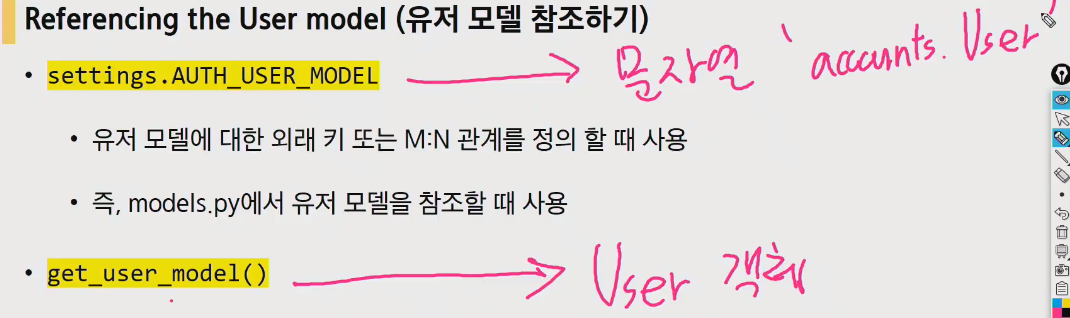 Referencing the User model (유저 모델 참조하기)
• settings.AUTH_USER_MODEL → 문자열 'accounts. User'
• 유저 모델에 대한 외래 키 또는 M:N 관계를 정의 할 때 사용
• 즉, models.py에서 유저 모델을 참조할 때 사용
• get_user_model() → User 객체